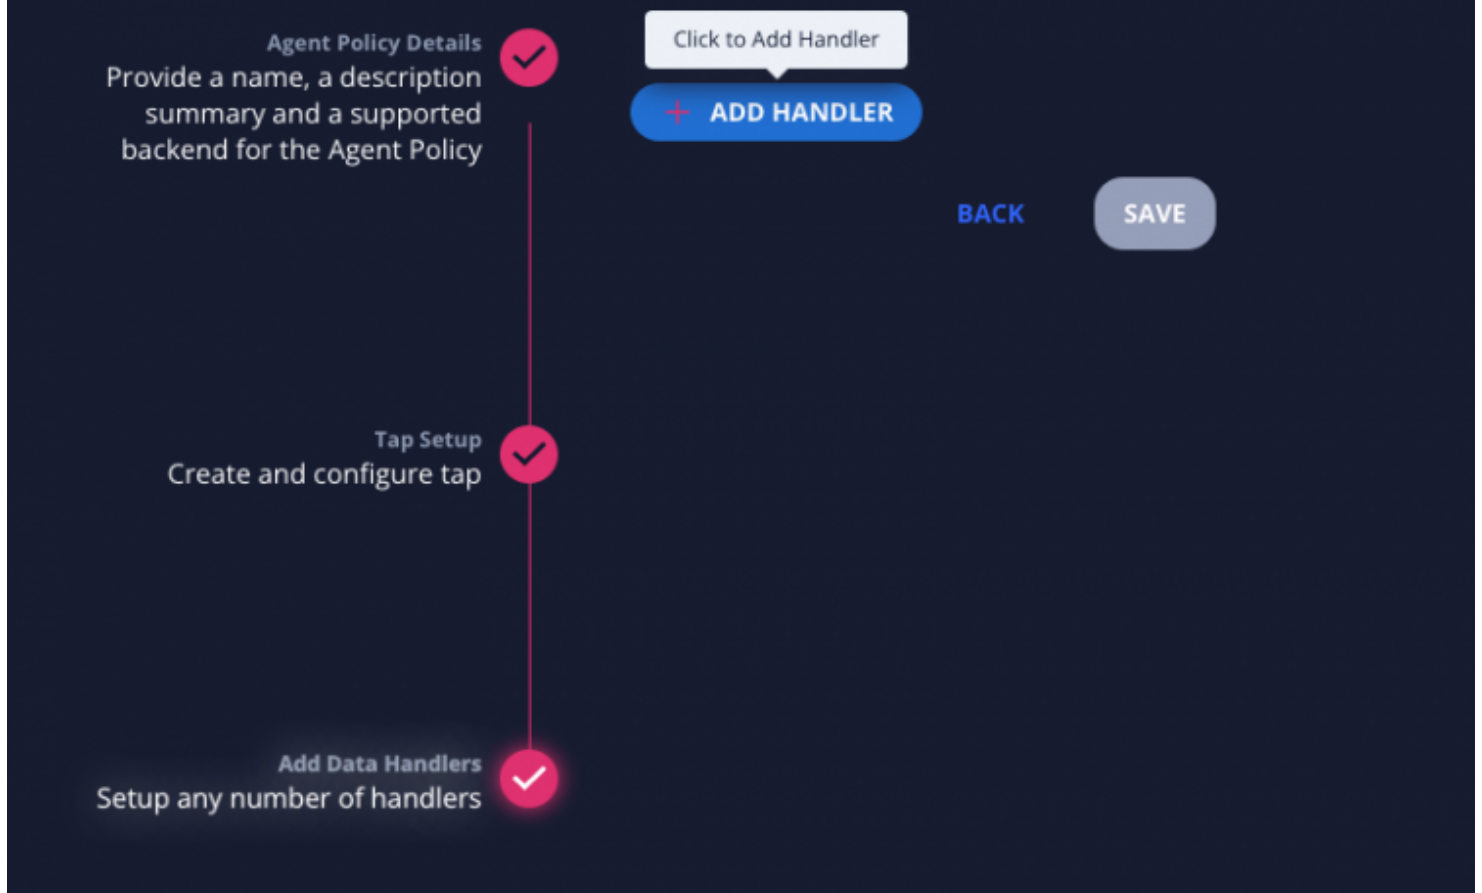 Agent Policy Details
Provide a name, a description
summary and a supported
backend for the Agent Policy
Click to Add Handler
+ ADD HANDLER
BACK
SAVE
Tap Setup
Create and configure tap
Add Data Handlers
Setup any number of handlers